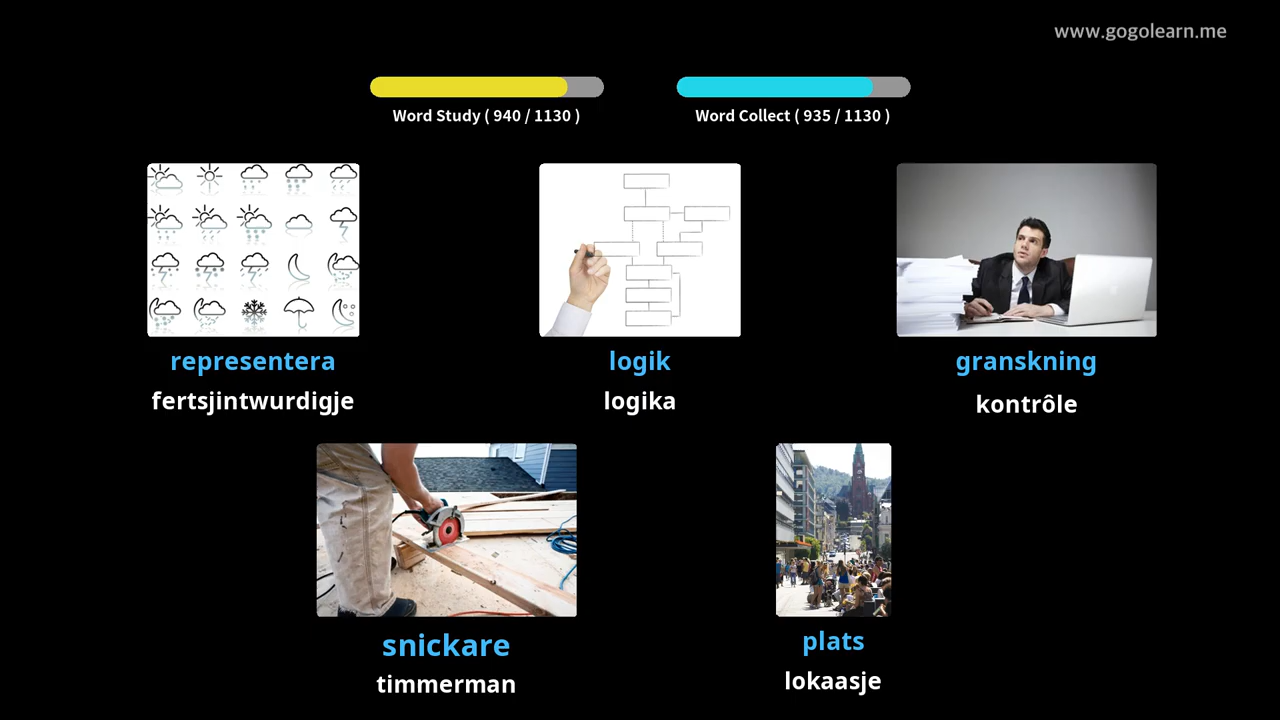 www.gogolearn.me
Word Study ( 940 / 1130 )
Word Collect ( 935 / 1130 )
representera
fertsjintwurdigje
logik
logika
granskning
kontrôle
snickare
timmerman
plats
lokaasje